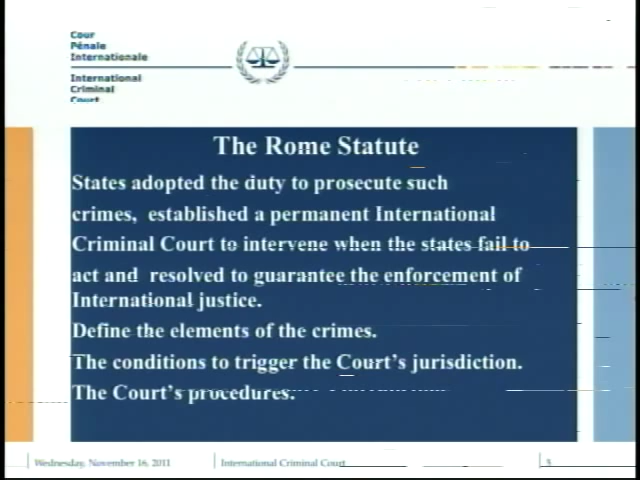 Cour
Pénale
Internationale
International
Criminal
Court
The Rome Statute
States adopted the duty to prosecute such
crimes, established a permanent International
Criminal Court to intervene when the states fail to
act and resolved to guarantee the enforcement of
International justice.
Define the elements of the crimes.
The conditions to trigger the Court's jurisdiction.
The Court's procedures.
Wednesday, November 16, 2011
International Criminal Court
5